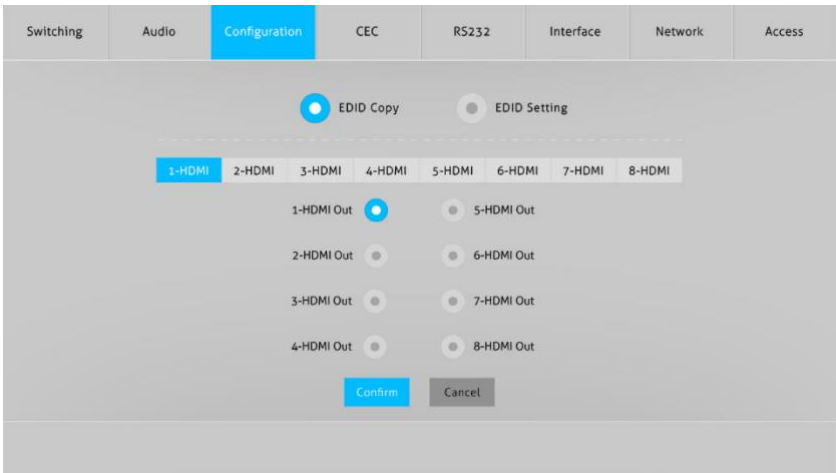 Switching Audio Configuration CEC RS232 Interface Network Access
EDID Copy EDID Setting
1-HDMI 2-HDMI 3-HDMI 4-HDMI 5-HDMI 6-HDMI 7-HDMI 8-HDMI
1-HDMI Out 5-HDMI Out
2-HDMI Out 6-HDMI Out
3-HDMI Out 7-HDMI Out
4-HDMI Out 8-HDMI Out
Confirm Cancel